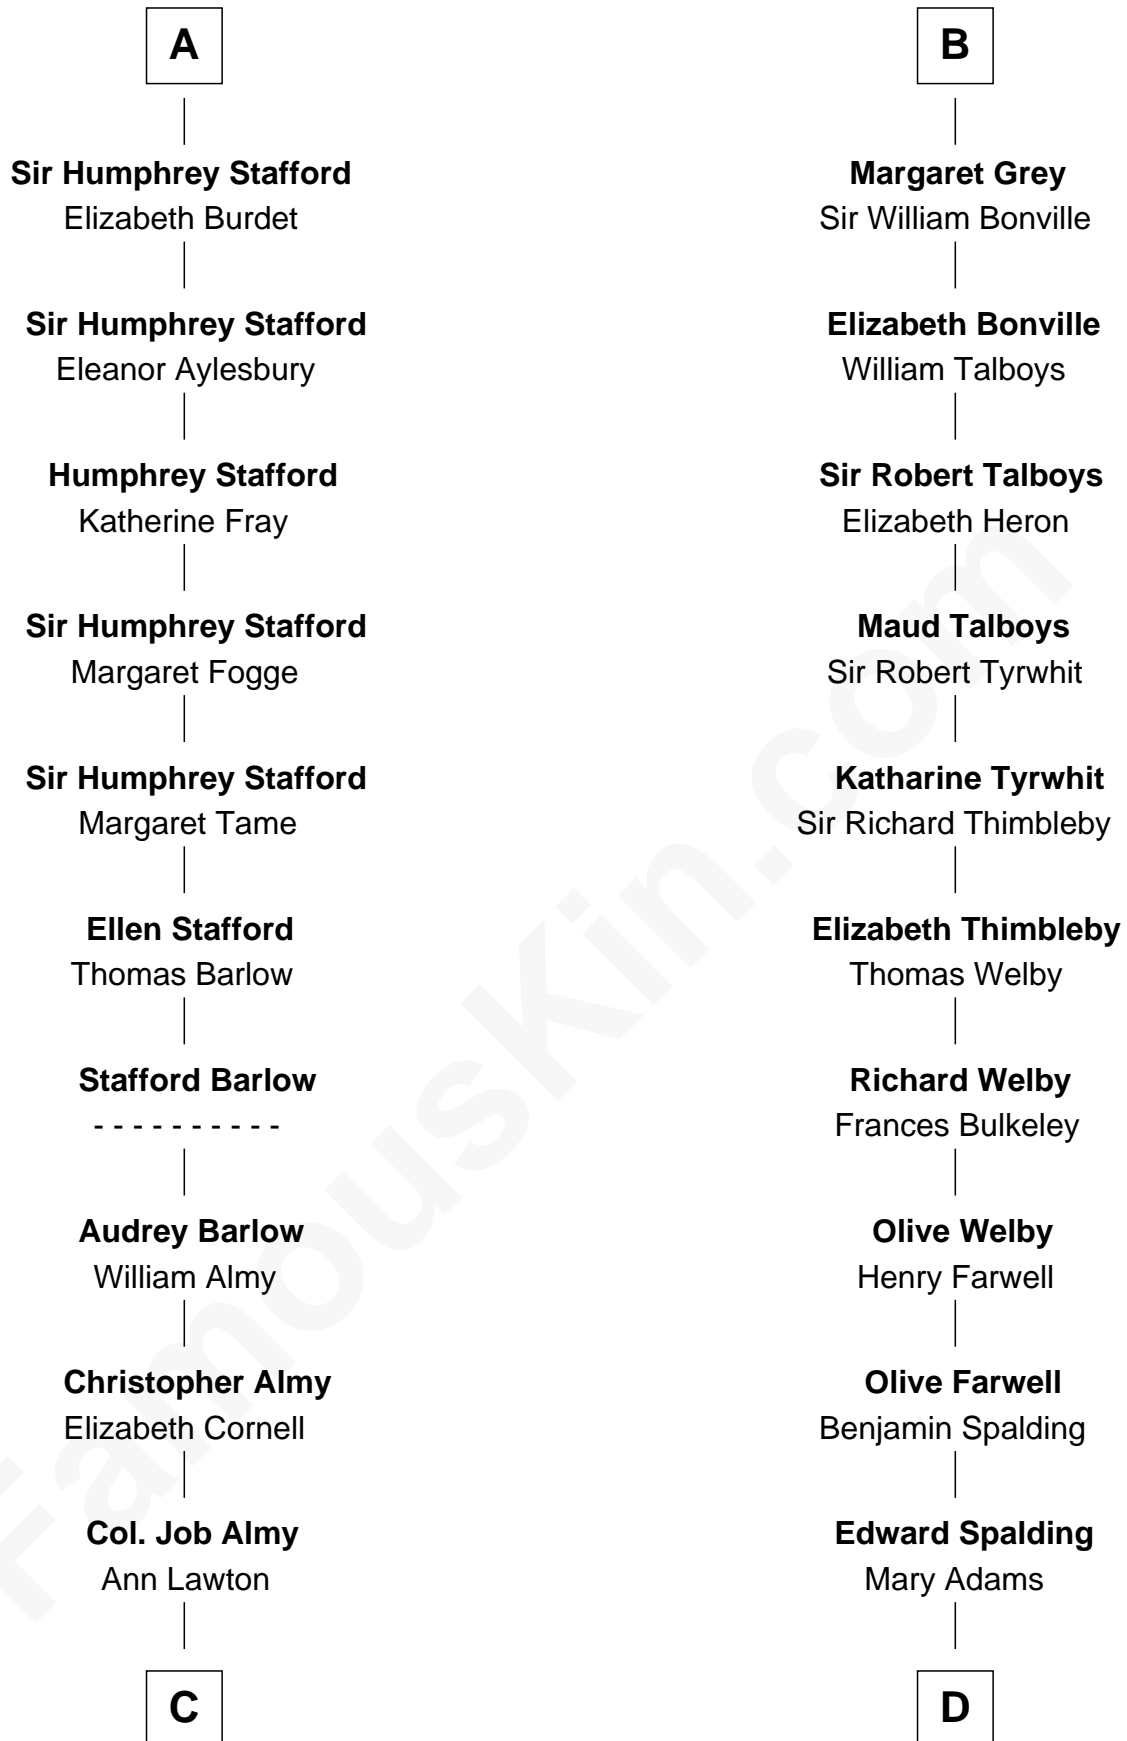 A
Sir Humphrey Stafford
Elizabeth Burdet
Sir Humphrey Stafford
Eleanor Aylesbury
Humphrey Stafford
Katherine Fray
Sir Humphrey Stafford
Margaret Fogge
Sir Humphrey Stafford
Margaret Tame
Ellen Stafford
Thomas Barlow
Stafford Barlow
- - - - - - - - - -
Audrey Barlow
William Almy
Christopher Almy
Elizabeth Cornell
Col. Job Almy
Ann Lawton
C
B
Margaret Grey
Sir William Bonville
Elizabeth Bonville
William Talboys
Sir Robert Talboys
Elizabeth Heron
Maud Talboys
Sir Robert Tyrwhit
Katharine Tyrwhit
Sir Richard Thimbleby
Elizabeth Thimbleby
Thomas Welby
Richard Welby
Frances Bulkeley
Olive Welby
Henry Farwell
Olive Farwell
Benjamin Spalding
Edward Spalding
Mary Adams
D
FamousKin.com